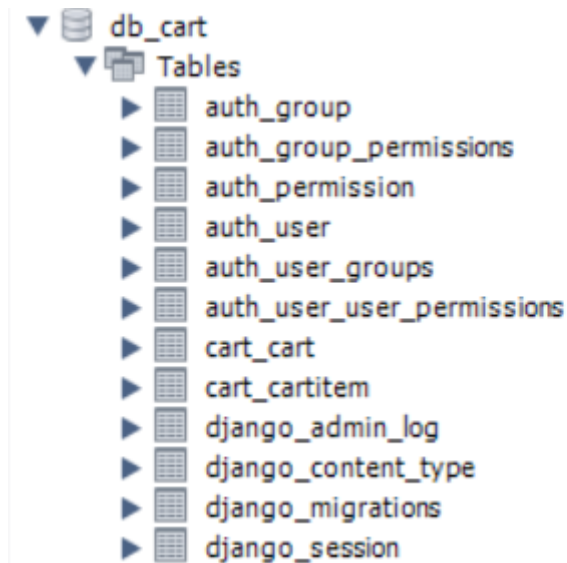 db_cart
Tables
auth_group
auth_group_permissions
auth_permission
auth_user
auth_user_groups
auth_user_user_permissions
cart_cart
cart_cartitem
django_admin_log
django_content_type
django_migrations
django_session